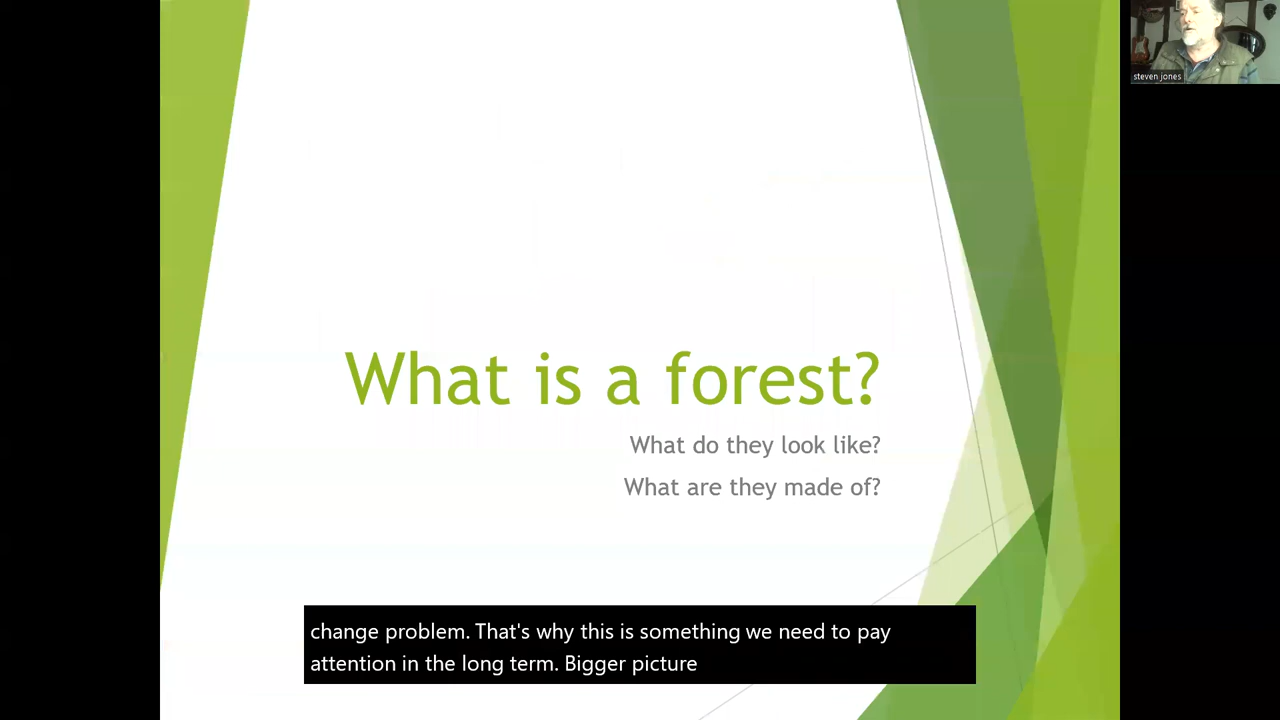 steven jones
What is a forest?
What do they look like?
What are they made of?
change problem. That's why this is something we need to pay
attention in the long term. Bigger picture